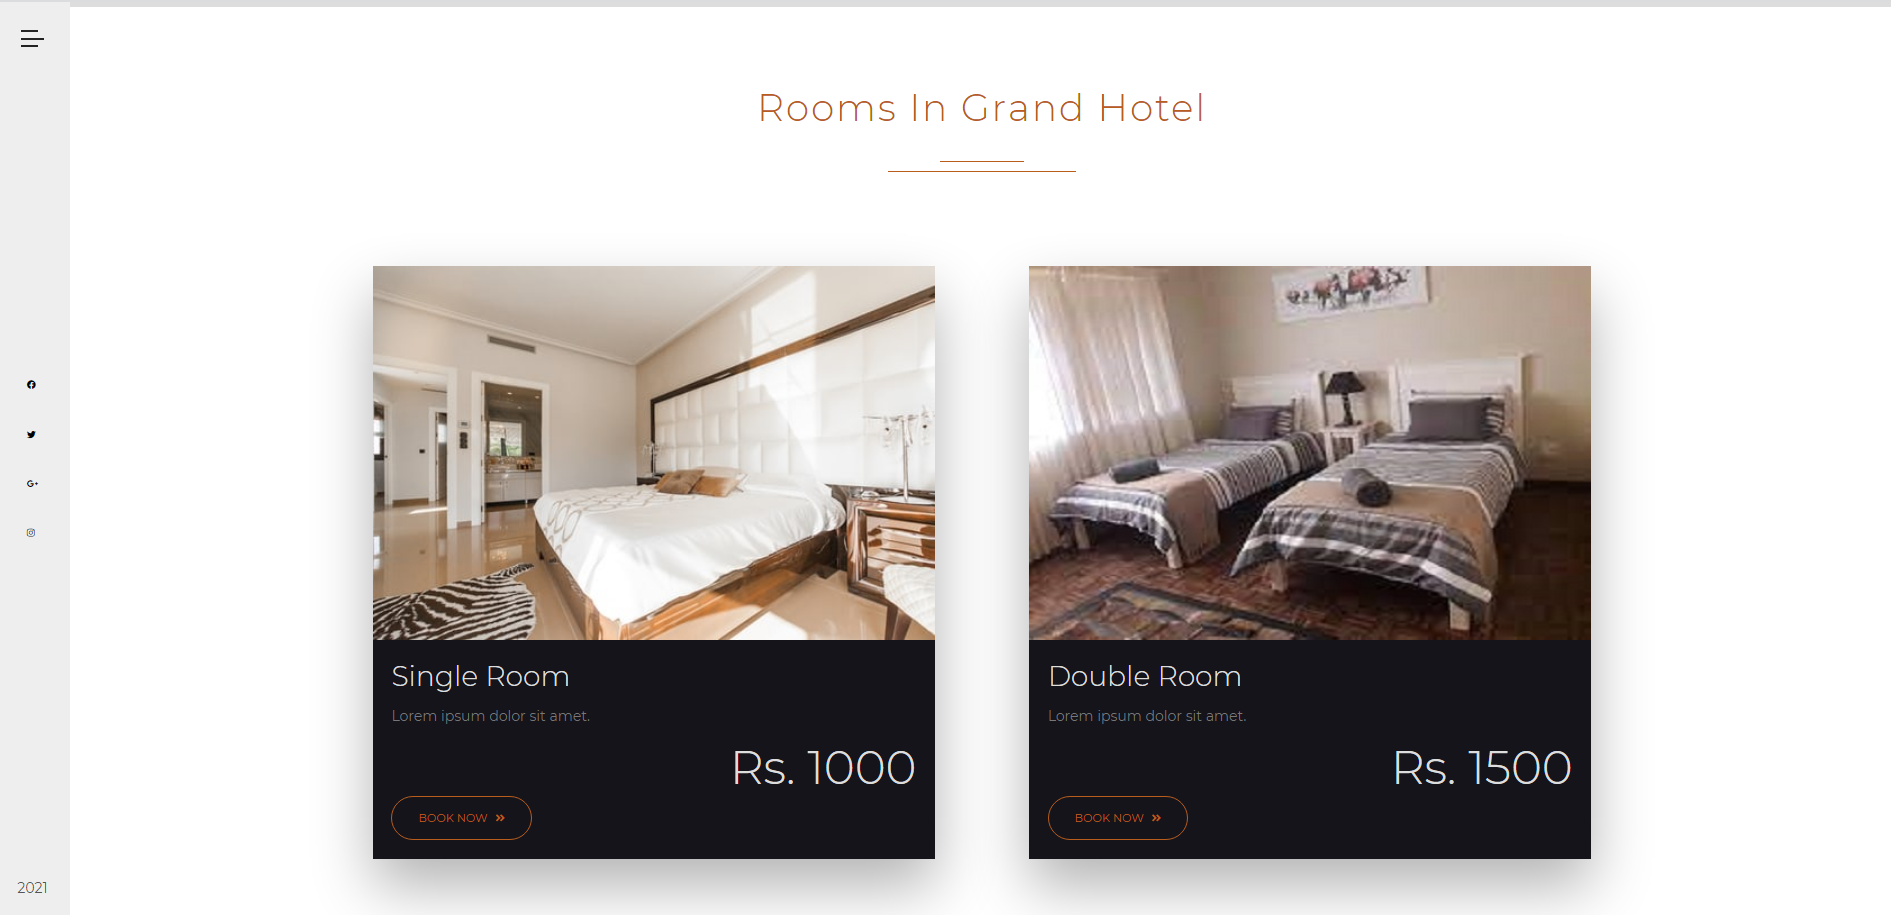 Rooms In Grand Hotel
Single Room
Lorem ipsum dolor sit amet.
Rs. 1000
BOOK NOW »
Double Room
Lorem ipsum dolor sit amet.
Rs. 1500
BOOK NOW »
2021